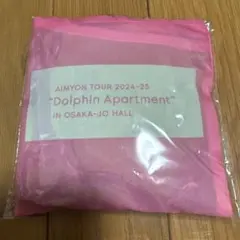 AIMYON TOUR 2024-25
"Dolphin Apartment"
IN OSAKA-JO HALL